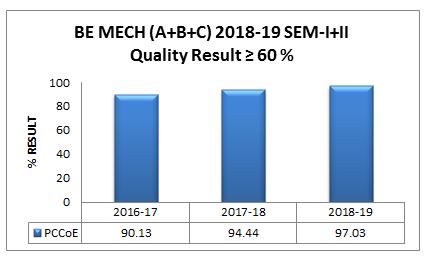 BE MECH (A+B+C) 2018-19 SEM-I+II
Quality Result ≥ 60 %
% RESULT
100
80
60
40
20
0
2016-17 2017-18 2018-19
PCCoE 90.13 94.44 97.03